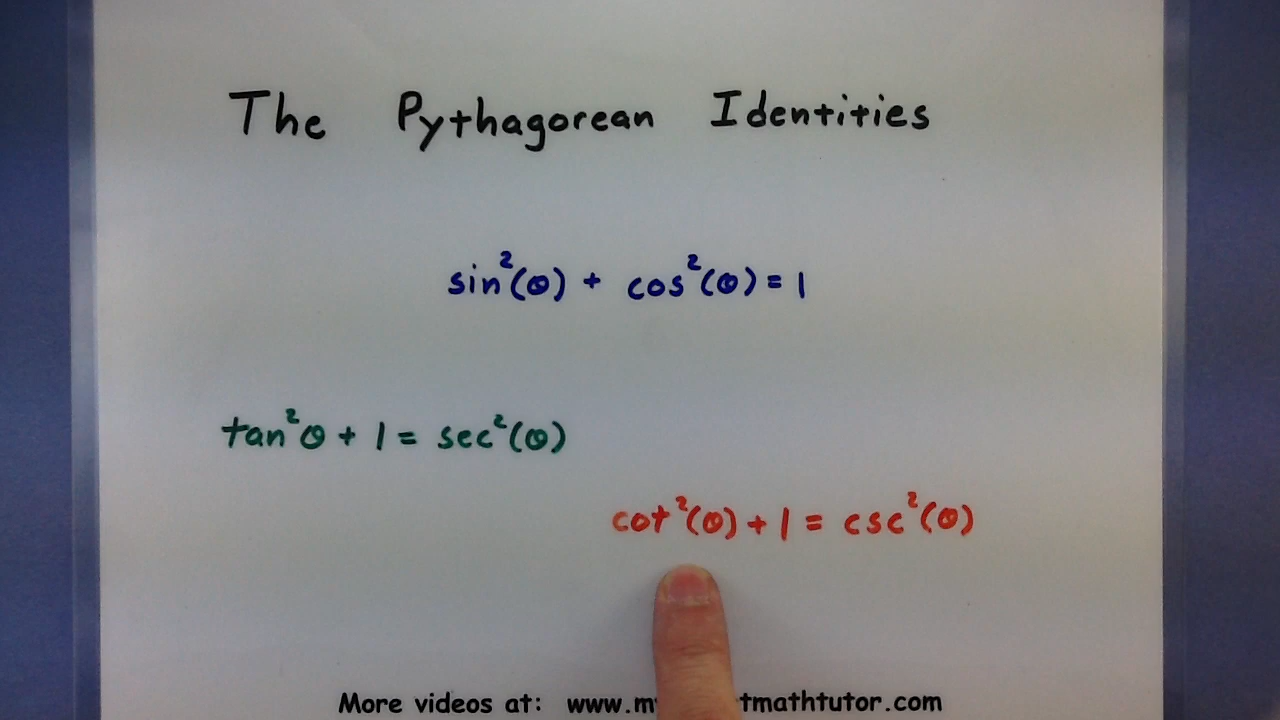 The Pythagorean Identities
sin²(θ) + cos²(θ) = 1
tan²θ + 1 = sec²(θ)
cot²(θ) + 1 = csc²(θ)
More videos at: